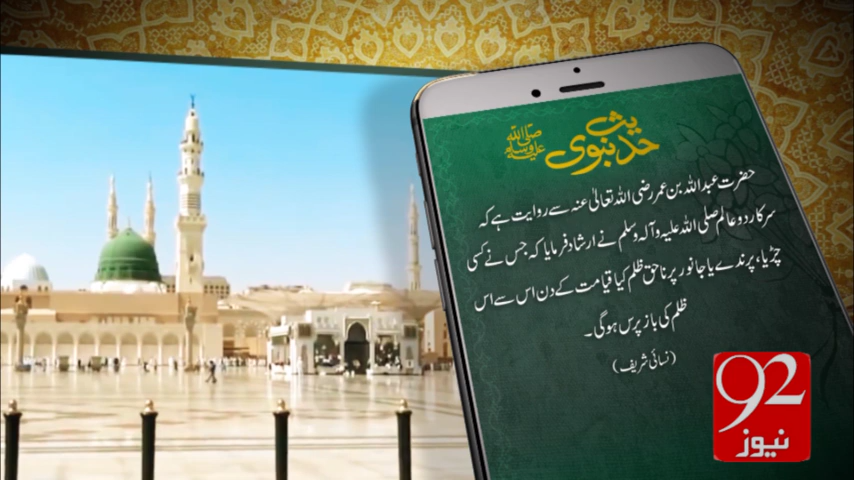 حدیث نبوی صلی اللہ علیہ وسلم
حضرت عبد اللہ بن عمر رضی اللہ تعالیٰ عنہ سے روایت ہے کہ
سرکار دو عالم صلی اللہ علیہ وآلہ وسلم نے ارشاد فرمایا کہ جس نے کسی
چڑیا، پرندے یا جانور پر ناحق ظلم کیا قیامت کے دن اس سے اس
ظلم کی باز پرس ہوگی۔
(نسائی شریف)
92
نیوز